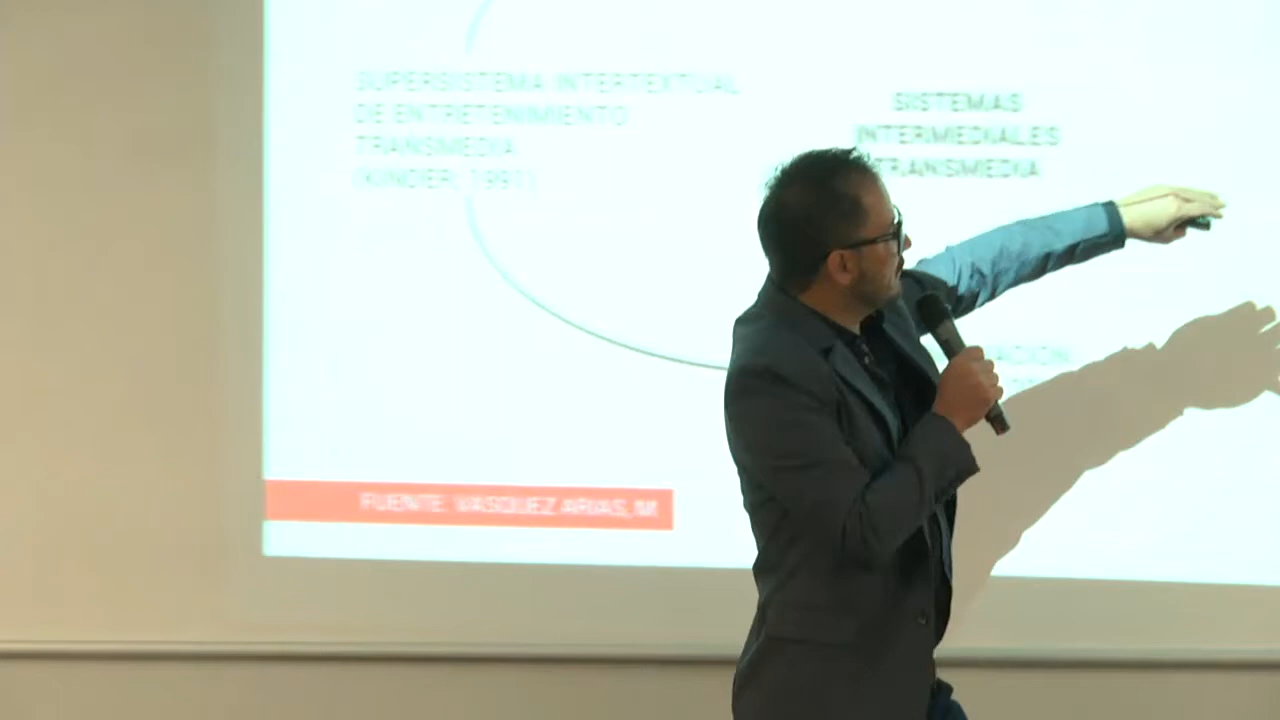 SUPERSISTEMA INTERTEXTUAL
DE ENTRETENIMIENTO
TRANSMEDIA
(KINDER, 1991)
SISTEMAS
INTERMEDIALES
TRANSMEDIA
FUENTE: VASQUEZ ARIAS, M